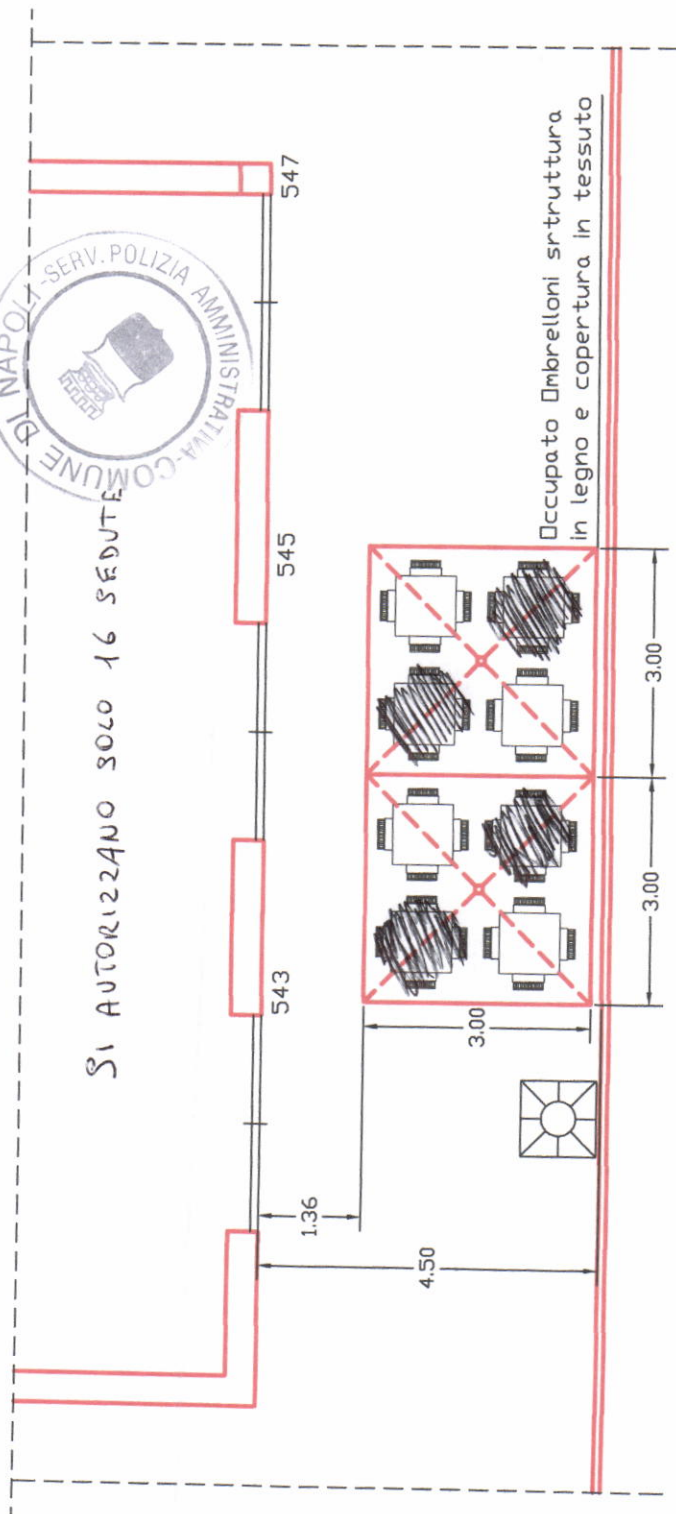 COMUNE DI NAPOLI-SERV. POLIZIA AMMINISTRATIVA-
SI AUTORIZZANO SOLO 16 SEDUTE
543
545
547
1.36
4.50
3.00
3.00
3.00
Occupato Ombrelloni srtruttura
in legno e copertura in tessuto